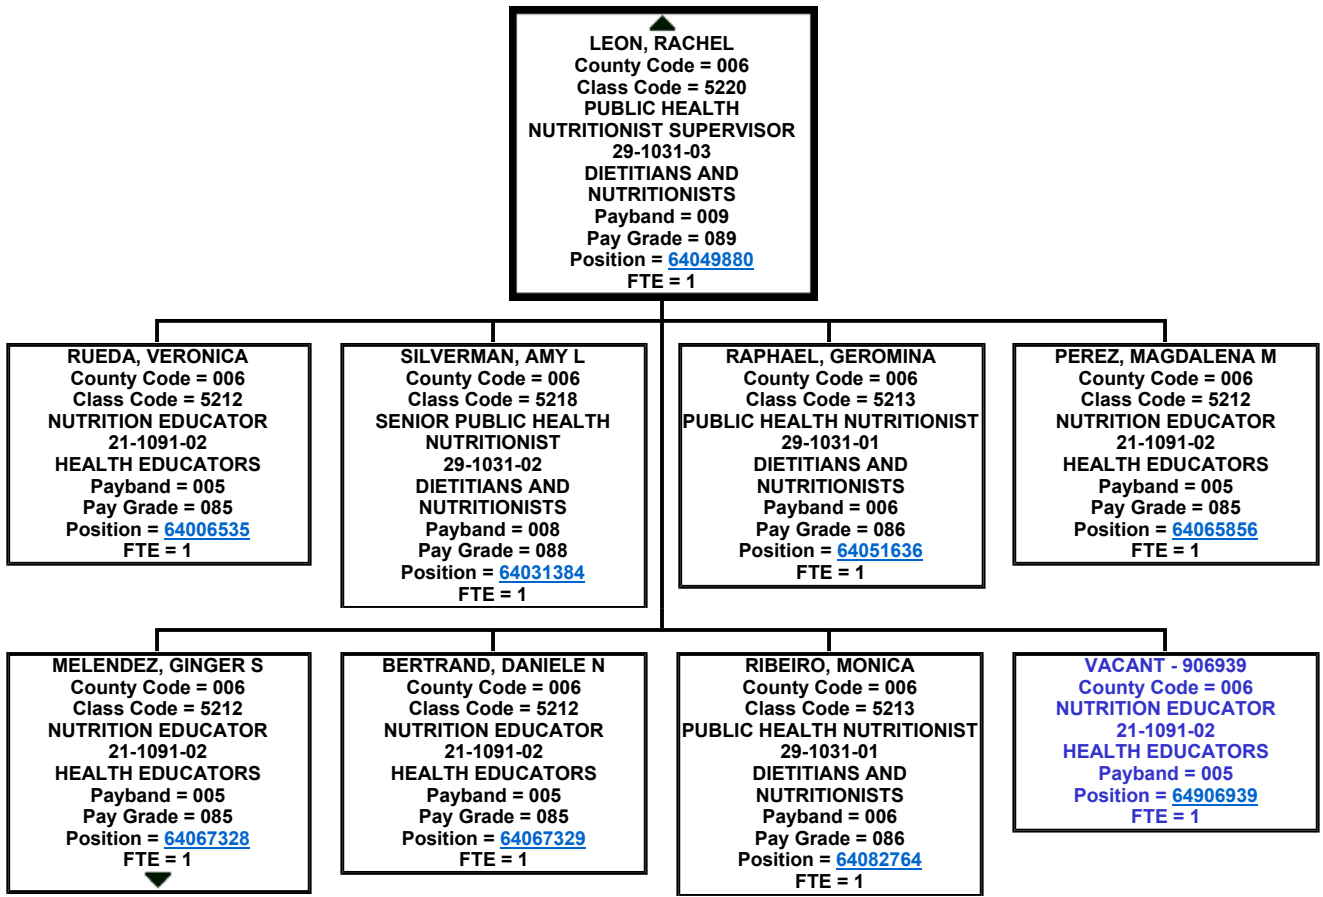 LEON, RACHEL
County Code = 006
Class Code = 5220
PUBLIC HEALTH
NUTRITIONIST SUPERVISOR
29-1031-03
DIETITIANS AND
NUTRITIONISTS
Payband = 009
Pay Grade = 089
Position = 64049880
FTE = 1
RUEDA, VERONICA
County Code = 006
Class Code = 5212
NUTRITION EDUCATOR
21-1091-02
HEALTH EDUCATORS
Payband = 005
Pay Grade = 085
Position = 64006535
FTE = 1
SILVERMAN, AMY L
County Code = 006
Class Code = 5218
SENIOR PUBLIC HEALTH
NUTRITIONIST
29-1031-02
DIETITIANS AND
NUTRITIONISTS
Payband = 008
Pay Grade = 088
Position = 64031384
FTE = 1
RAPHAEL, GEROMINA
County Code = 006
Class Code = 5213
PUBLIC HEALTH NUTRITIONIST
29-1031-01
DIETITIANS AND
NUTRITIONISTS
Payband = 006
Pay Grade = 086
Position = 64051636
FTE = 1
PEREZ, MAGDALENA M
County Code = 006
Class Code = 5212
NUTRITION EDUCATOR
21-1091-02
HEALTH EDUCATORS
Payband = 005
Pay Grade = 085
Position = 64065856
FTE = 1
MELENDEZ, GINGER S
County Code = 006
Class Code = 5212
NUTRITION EDUCATOR
21-1091-02
HEALTH EDUCATORS
Payband = 005
Pay Grade = 085
Position = 64067328
FTE = 1
BERTRAND, DANIELE N
County Code = 006
Class Code = 5212
NUTRITION EDUCATOR
21-1091-02
HEALTH EDUCATORS
Payband = 005
Pay Grade = 085
Position = 64067329
FTE = 1
RIBEIRO, MONICA
County Code = 006
Class Code = 5213
PUBLIC HEALTH NUTRITIONIST
29-1031-01
DIETITIANS AND
NUTRITIONISTS
Payband = 006
Pay Grade = 086
Position = 64082764
FTE = 1
VACANT - 906939
County Code = 006
NUTRITION EDUCATOR
21-1091-02
HEALTH EDUCATORS
Payband = 005
Position = 64906939
FTE = 1